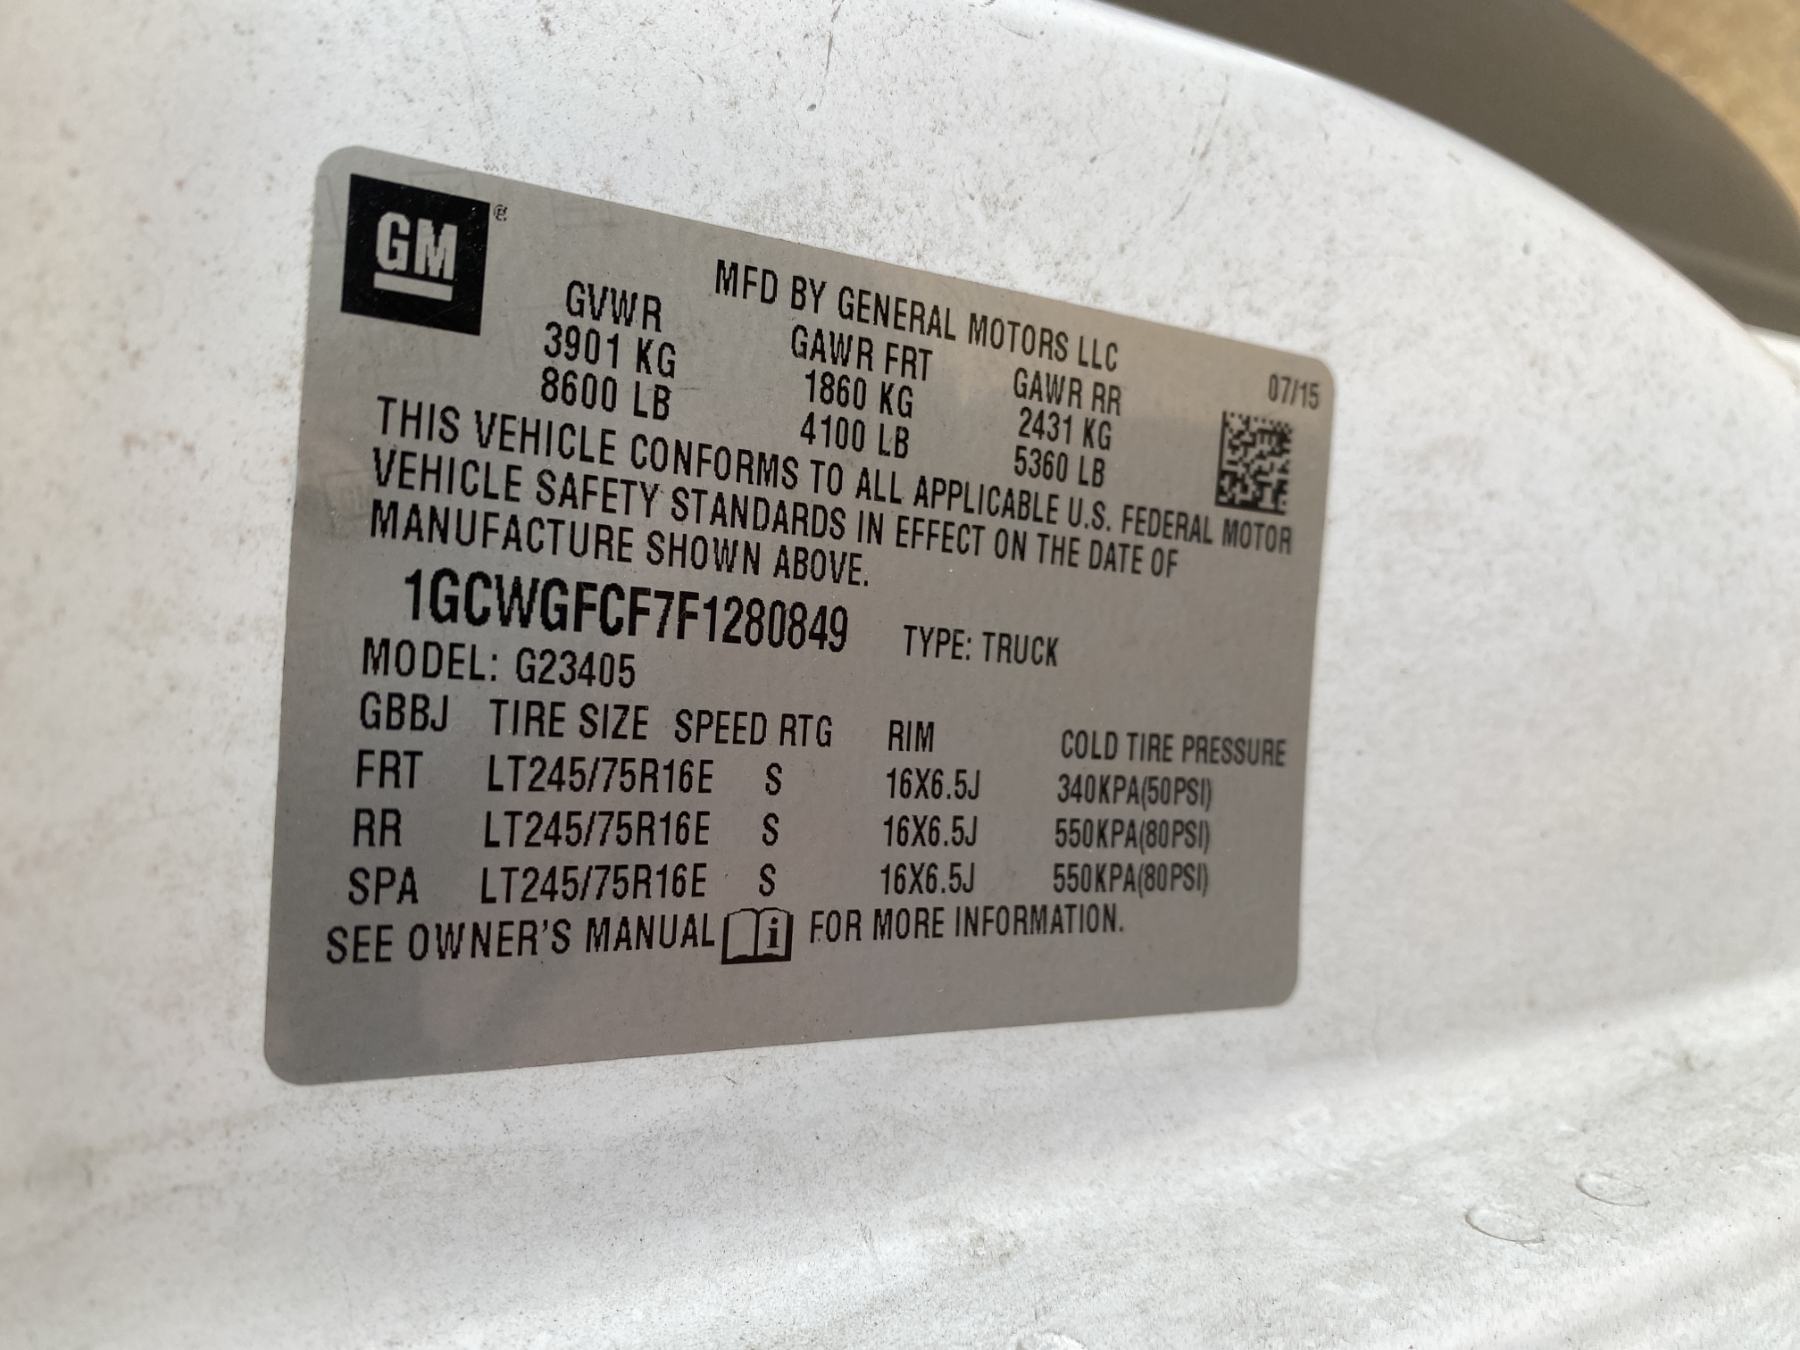 GM ®
MFD BY GENERAL MOTORS LLC
GVWR GAWR FRT GAWR RR 07/15
3901 KG 1860 KG 2431 KG
8600 LB 4100 LB 5360 LB
THIS VEHICLE CONFORMS TO ALL APPLICABLE U.S. FEDERAL MOTOR
VEHICLE SAFETY STANDARDS IN EFFECT ON THE DATE OF
MANUFACTURE SHOWN ABOVE.
1GCWGFCF7F1280849 TYPE: TRUCK
MODEL: G23405
GBBJ TIRE SIZE SPEED RTG RIM COLD TIRE PRESSURE
FRT LT245/75R16E S 16X6.5J 340KPA(50PSI)
RR LT245/75R16E S 16X6.5J 550KPA(80PSI)
SPA LT245/75R16E S 16X6.5J 550KPA(80PSI)
SEE OWNER'S MANUAL i FOR MORE INFORMATION.